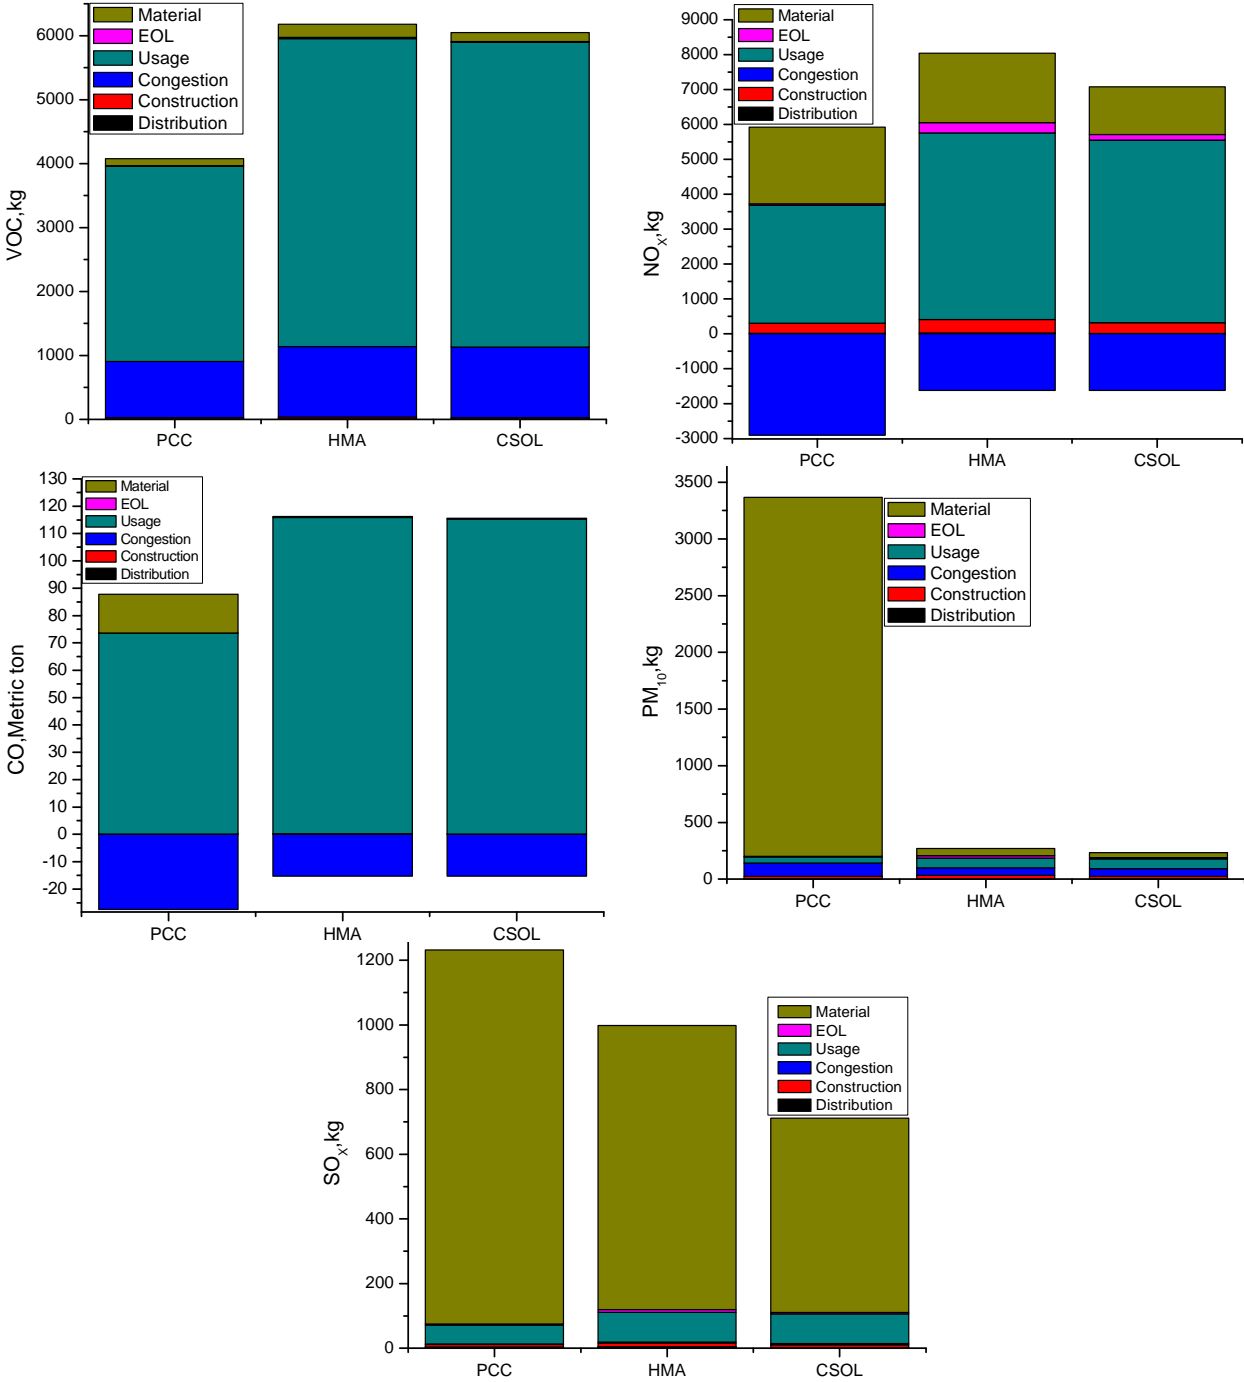 VOC,kg
6000
5000
4000
3000
2000
1000
0
Material
EOL
Usage
Congestion
Construction
Distribution
PCC
HMA
CSOL
NOX,kg
9000
8000
7000
6000
5000
4000
3000
2000
1000
0
-1000
-2000
-3000
Material
EOL
Usage
Congestion
Construction
Distribution
PCC
HMA
CSOL
CO,Metric ton
130
120
110
100
90
80
70
60
50
40
30
20
10
0
-10
-20
Material
EOL
Usage
Congestion
Construction
Distribution
PCC
HMA
CSOL
PM10,kg
3500
3000
2500
2000
1500
1000
500
0
Material
EOL
Usage
Congestion
Construction
Distribution
PCC
HMA
CSOL
SOX,kg
1200
1000
800
600
400
200
0
Material
EOL
Usage
Congestion
Construction
Distribution
PCC
HMA
CSOL